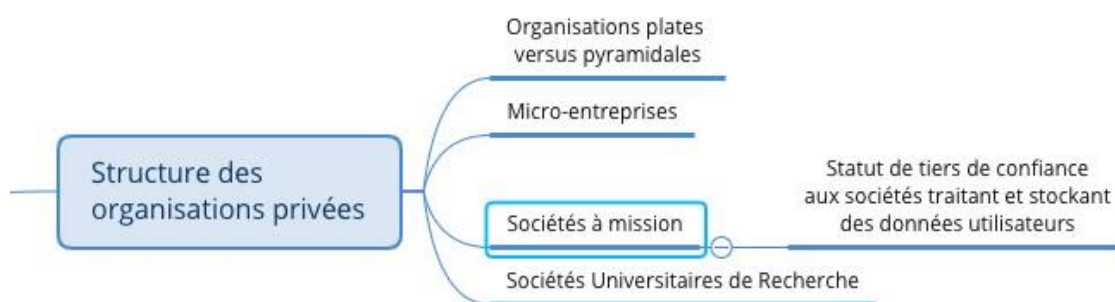 Organisations plates
versus pyramidales
Micro-entreprises
Structure des
organisations privées
Statut de tiers de confiance
aux sociétés traitant et stockant
des données utilisateurs
Sociétés à mission
Sociétés Universitaires de Recherche